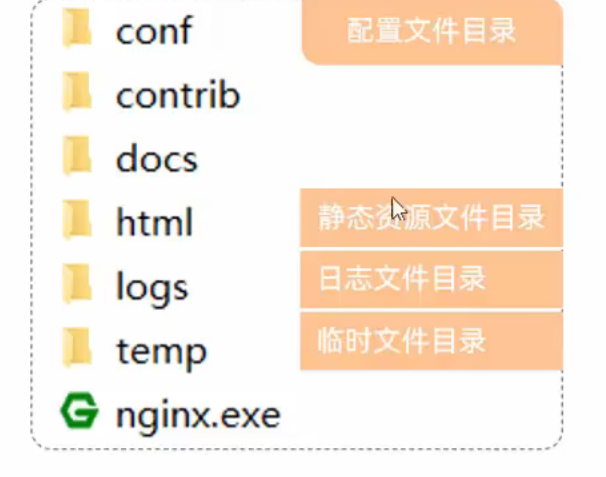 conf 配置文件目录
contrib
docs
html 静态资源文件目录
logs 日志文件目录
temp 临时文件目录
nginx.exe